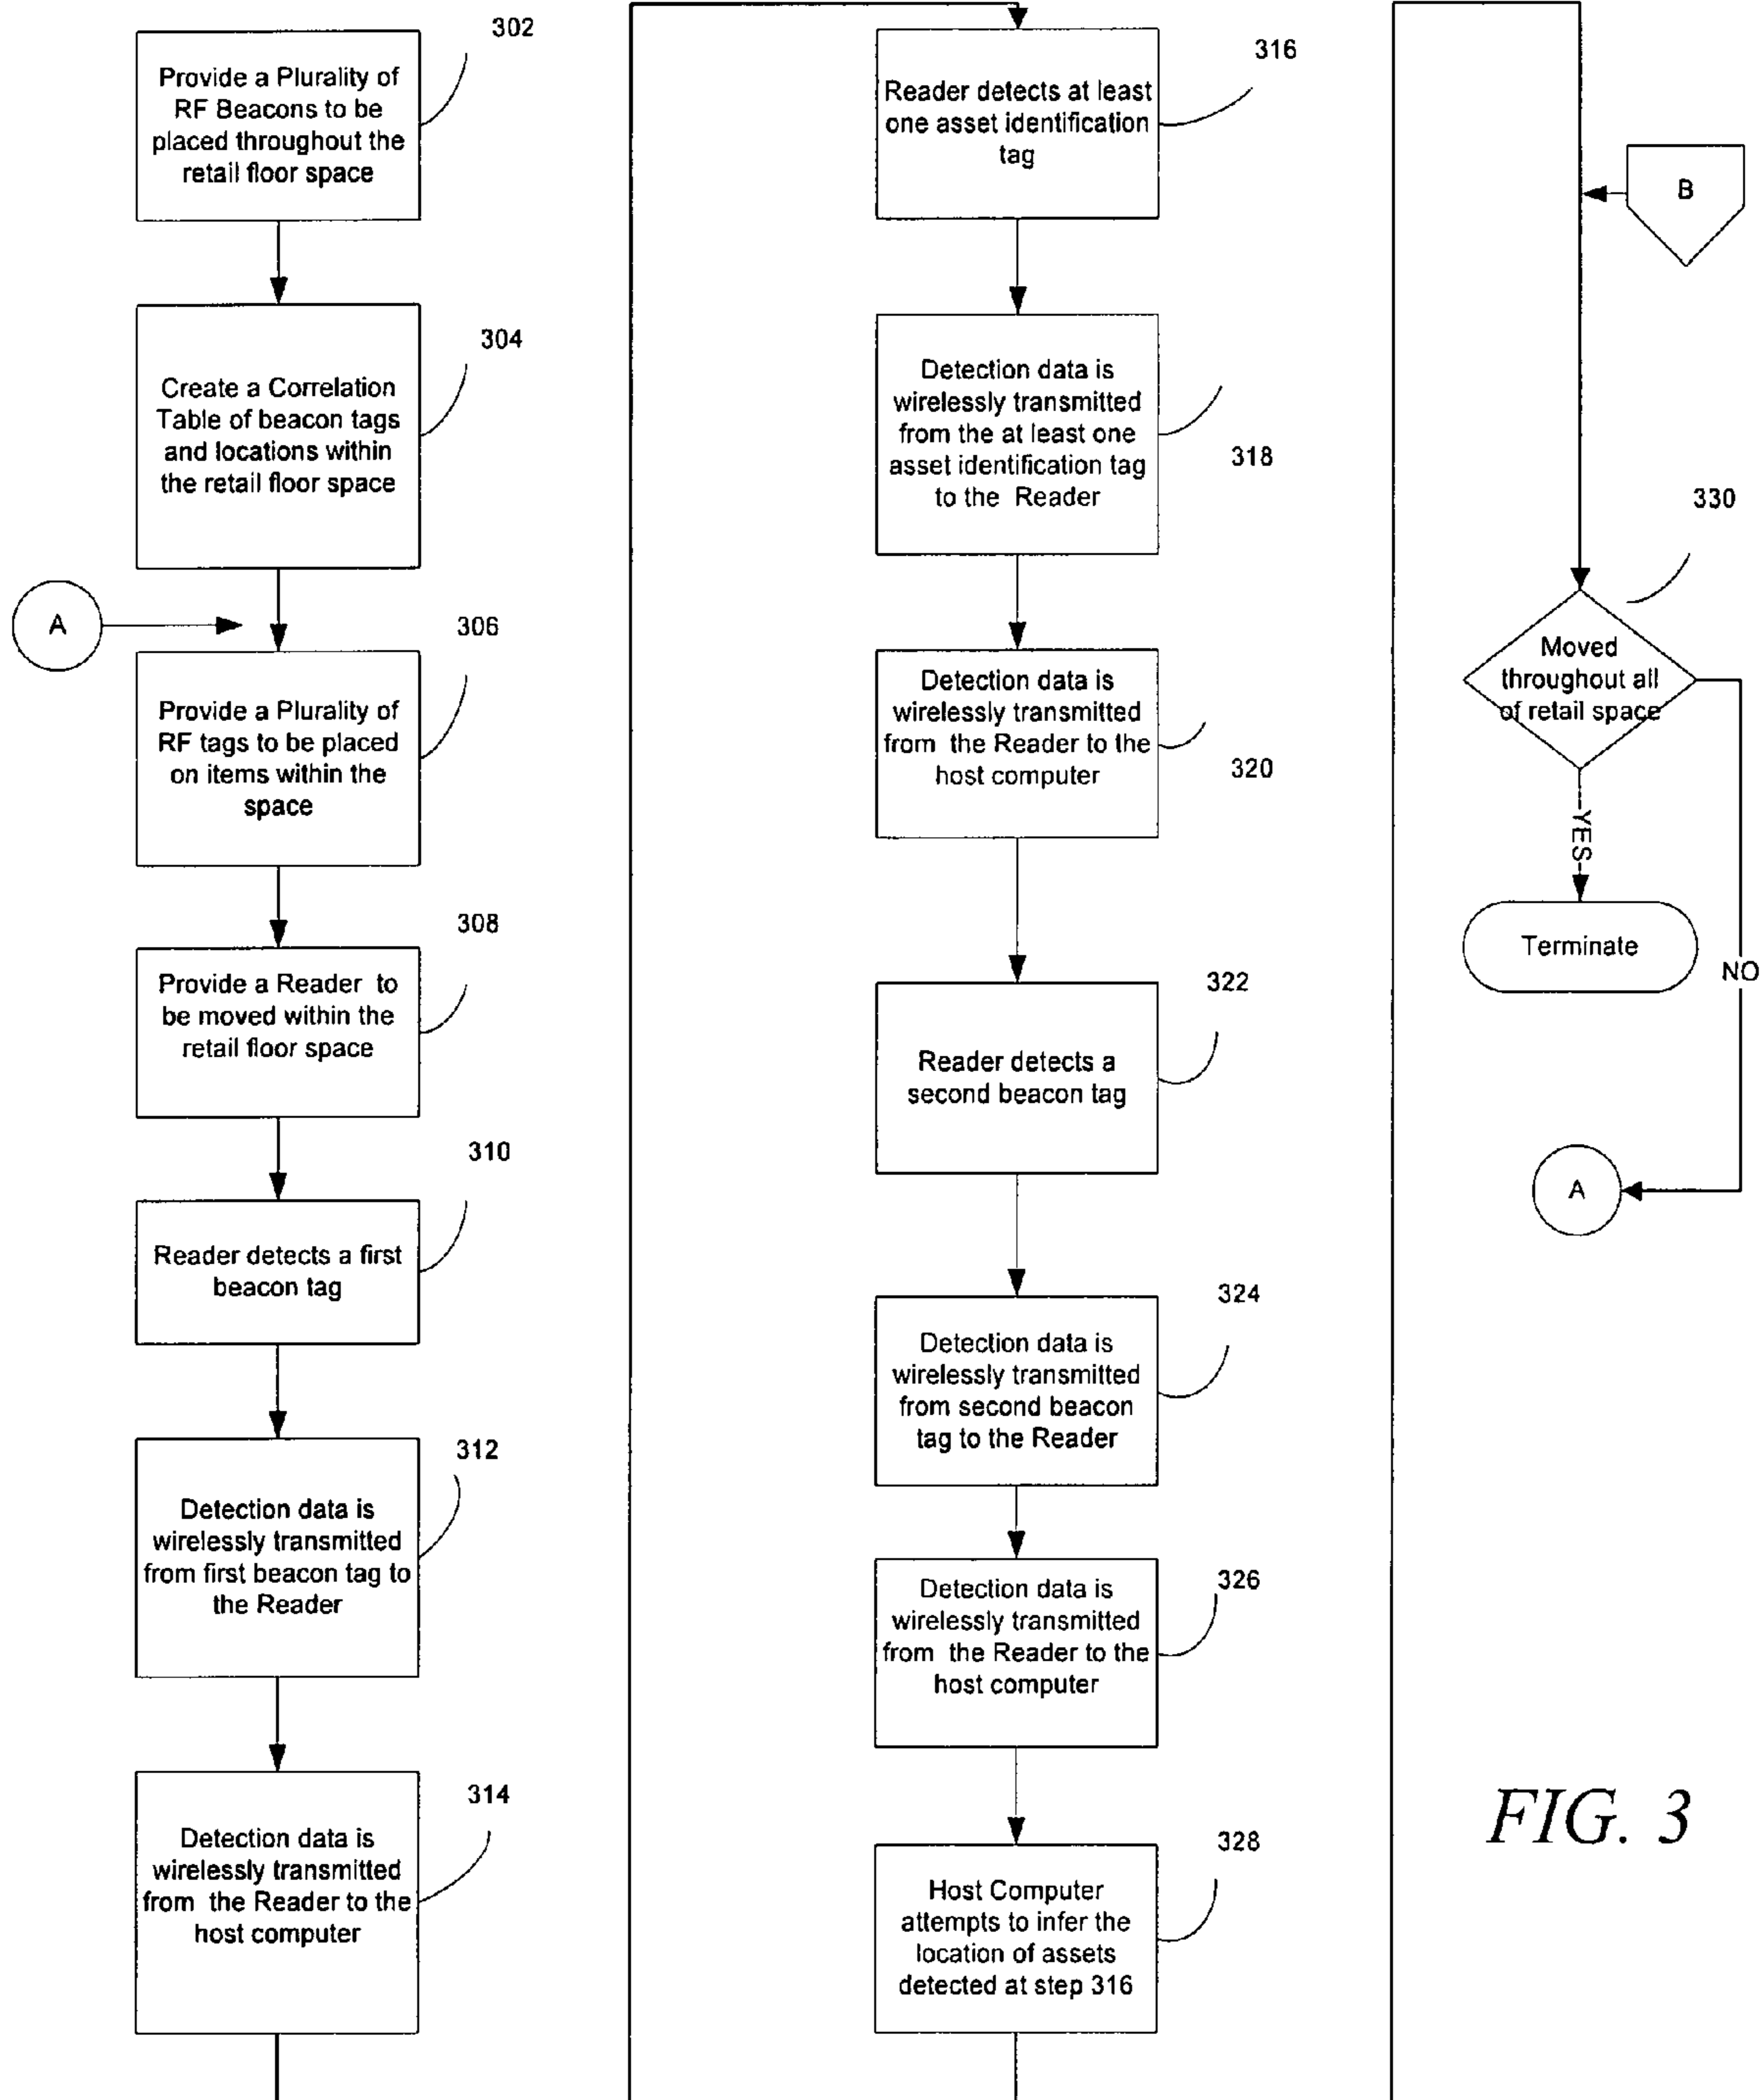 302
Provide a Plurality of
RF Beacons to be
placed throughout the
retail floor space
304
Create a Correlation
Table of beacon tags
and locations within
the retail floor space
A
306
Provide a Plurality of
RF tags to be placed
on items within the
space
308
Provide a Reader to
be moved within the
retail floor space
310
Reader detects a first
beacon tag
312
Detection data is
wirelessly transmitted
from first beacon tag to
the Reader
314
Detection data is
wirelessly transmitted
from the Reader to the
host computer
316
Reader detects at least
one asset identification
tag
Detection data is
wirelessly transmitted
from the at least one
asset identification tag
to the Reader
318
Detection data is
wirelessly transmitted
from the Reader to the
host computer
320
322
Reader detects a
second beacon tag
324
Detection data is
wirelessly transmitted
from second beacon
tag to the Reader
326
Detection data is
wirelessly transmitted
from the Reader to the
host computer
328
Host Computer
attempts to infer the
location of assets
detected at step 316
B
330
Moved
throughout all
of retail space
YES
Terminate
NO
A
FIG. 3